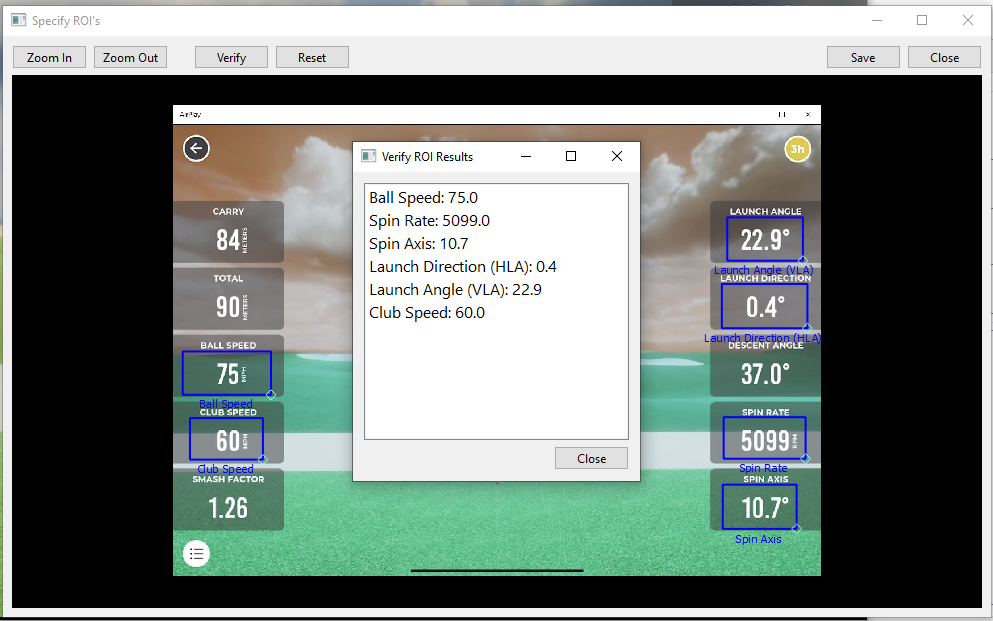 Specify ROI's
Zoom In
Zoom Out
Verify
Reset
Save
Close
AirPlay
3h
CARRY
84 METERS
TOTAL
90 METERS
BALL SPEED
75 MPH
Ball Speed
CLUB SPEED
60 MPH
Club Speed
SMASH FACTOR
1.26
Verify ROI Results
Ball Speed: 75.0
Spin Rate: 5099.0
Spin Axis: 10.7
Launch Direction (HLA): 0.4
Launch Angle (VLA): 22.9
Club Speed: 60.0
Close
LAUNCH ANGLE
22.9°
Launch Angle (VLA)
LAUNCH DIRECTION
0.4°
Launch Direction (HLA)
DESCENT ANGLE
37.0°
SPIN RATE
5099 RPM
Spin Rate
SPIN AXIS
10.7°
Spin Axis